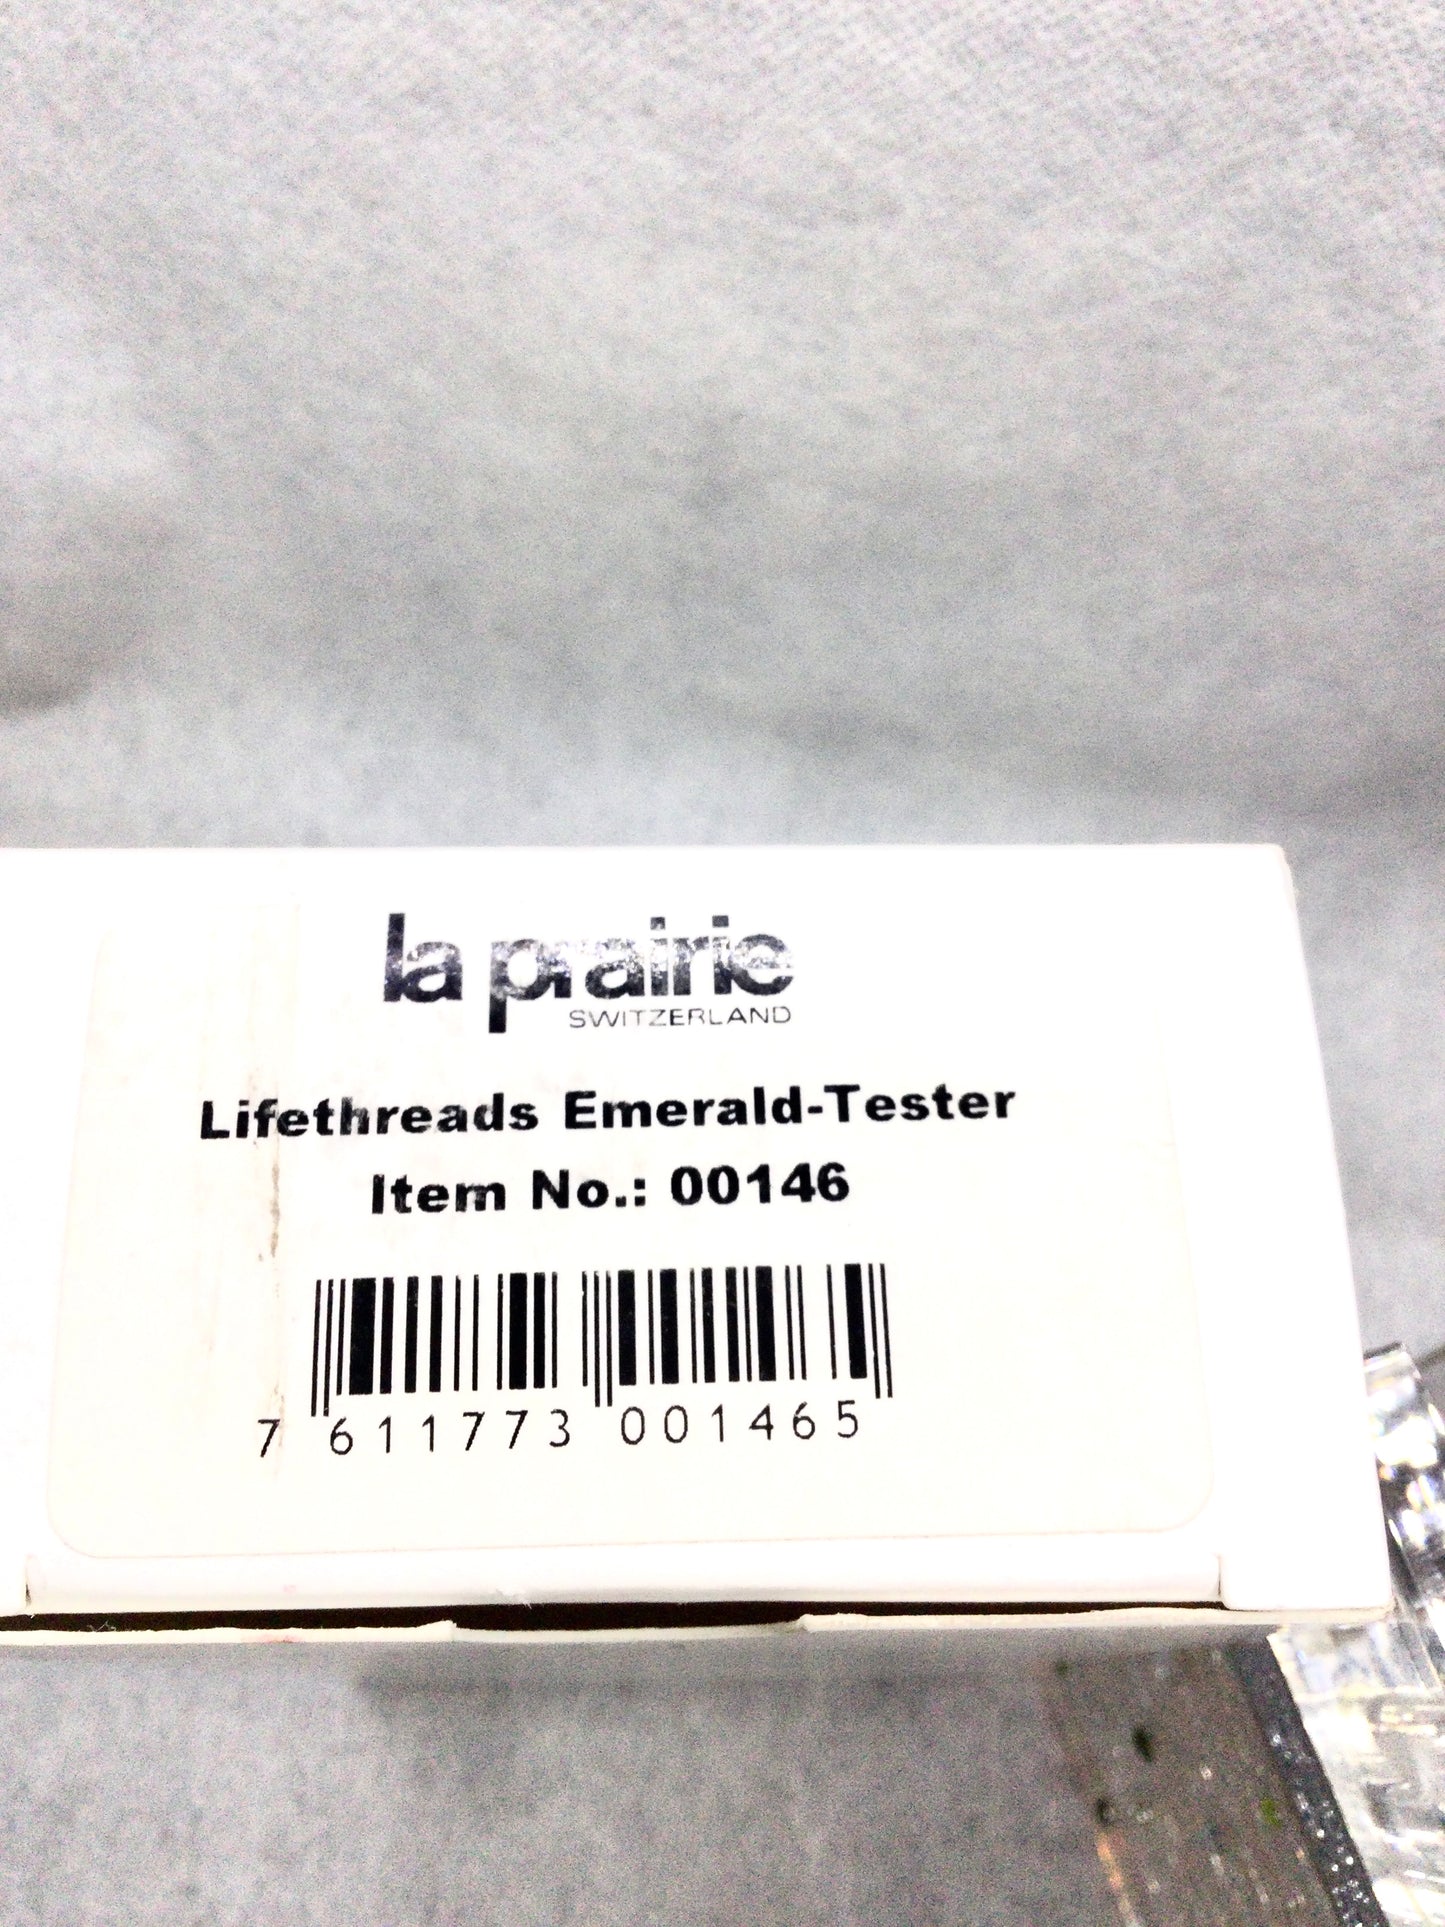 la prairie
SWITZERLAND
Lifethreads Emerald-Tester
Item No.: 00146
7 611773 001465